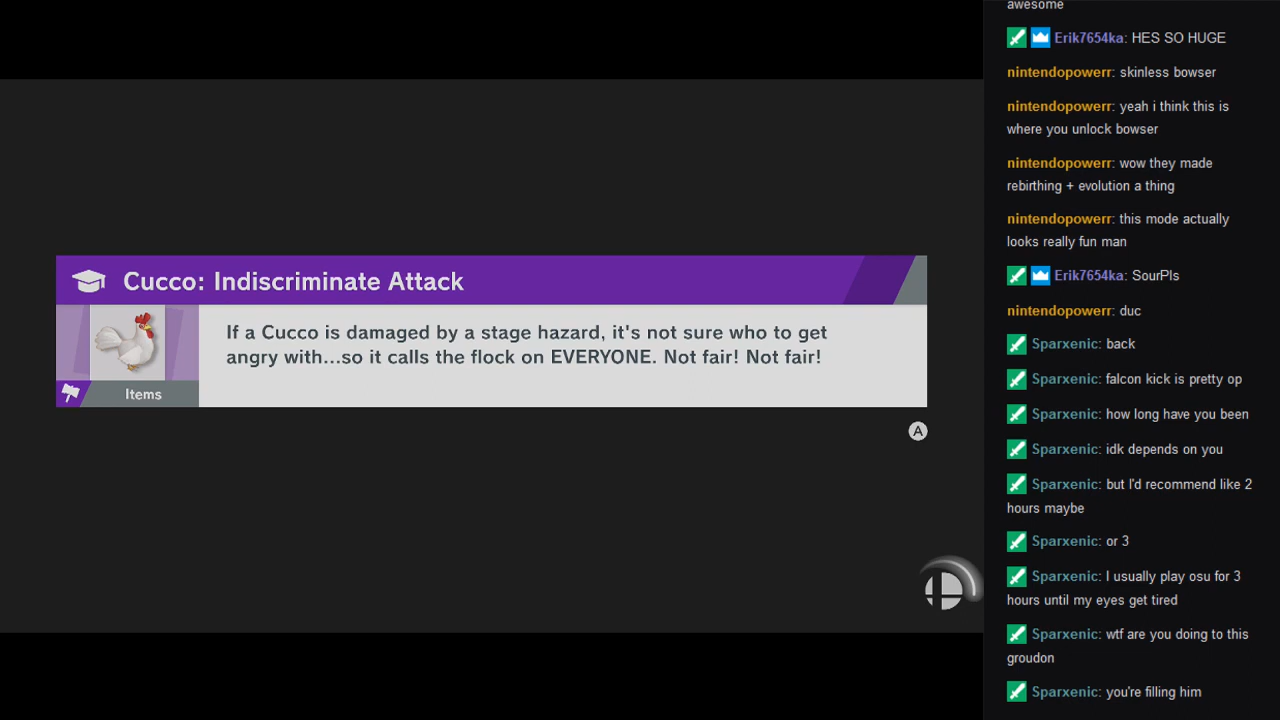 Cucco: Indiscriminate Attack
If a Cucco is damaged by a stage hazard, it's not sure who to get
angry with...so it calls the flock on EVERYONE. Not fair! Not fair!
Items
A
awesome
Erik7654ka: HES SO HUGE
nintendopowerr: skinless bowser
nintendopowerr: yeah i think this is
where you unlock bowser
nintendopowerr: wow they made
rebirthing + evolution a thing
nintendopowerr: this mode actually
looks really fun man
Erik7654ka: SourPls
nintendopowerr: duc
Sparxenic: back
Sparxenic: falcon kick is pretty op
Sparxenic: how long have you been
Sparxenic: idk depends on you
Sparxenic: but I'd recommend like 2
hours maybe
Sparxenic: or 3
Sparxenic: I usually play osu for 3
hours until my eyes get tired
Sparxenic: wtf are you doing to this
groudon
Sparxenic: you're filling him